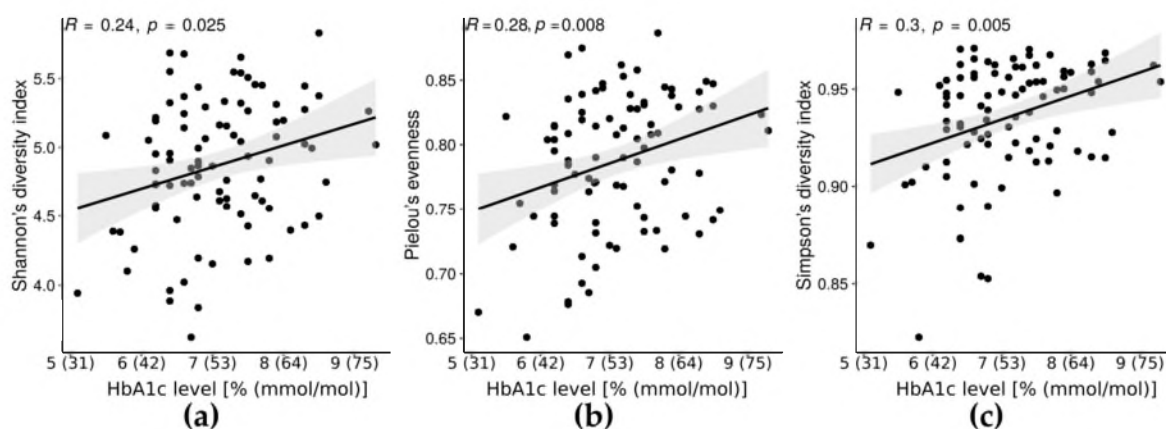 R = 0.24, p = 0.025
Shannon's diversity index
5.5
5.0
4.5
4.0
5 (31) 6 (42) 7 (53) 8 (64) 9 (75)
HbA1c level [% (mmol/mol)]
(a)
R = 0.28, p = 0.008
Pielou's evenness
0.85
0.80
0.75
0.70
0.65
5 (31) 6 (42) 7 (53) 8 (64) 9 (75)
HbA1c level [% (mmol/mol)]
(b)
R = 0.3, p = 0.005
Simpson's diversity index
0.95
0.90
0.85
5 (31) 6 (42) 7 (53) 8 (64) 9 (75)
HbA1c level [% (mmol/mol)]
(c)